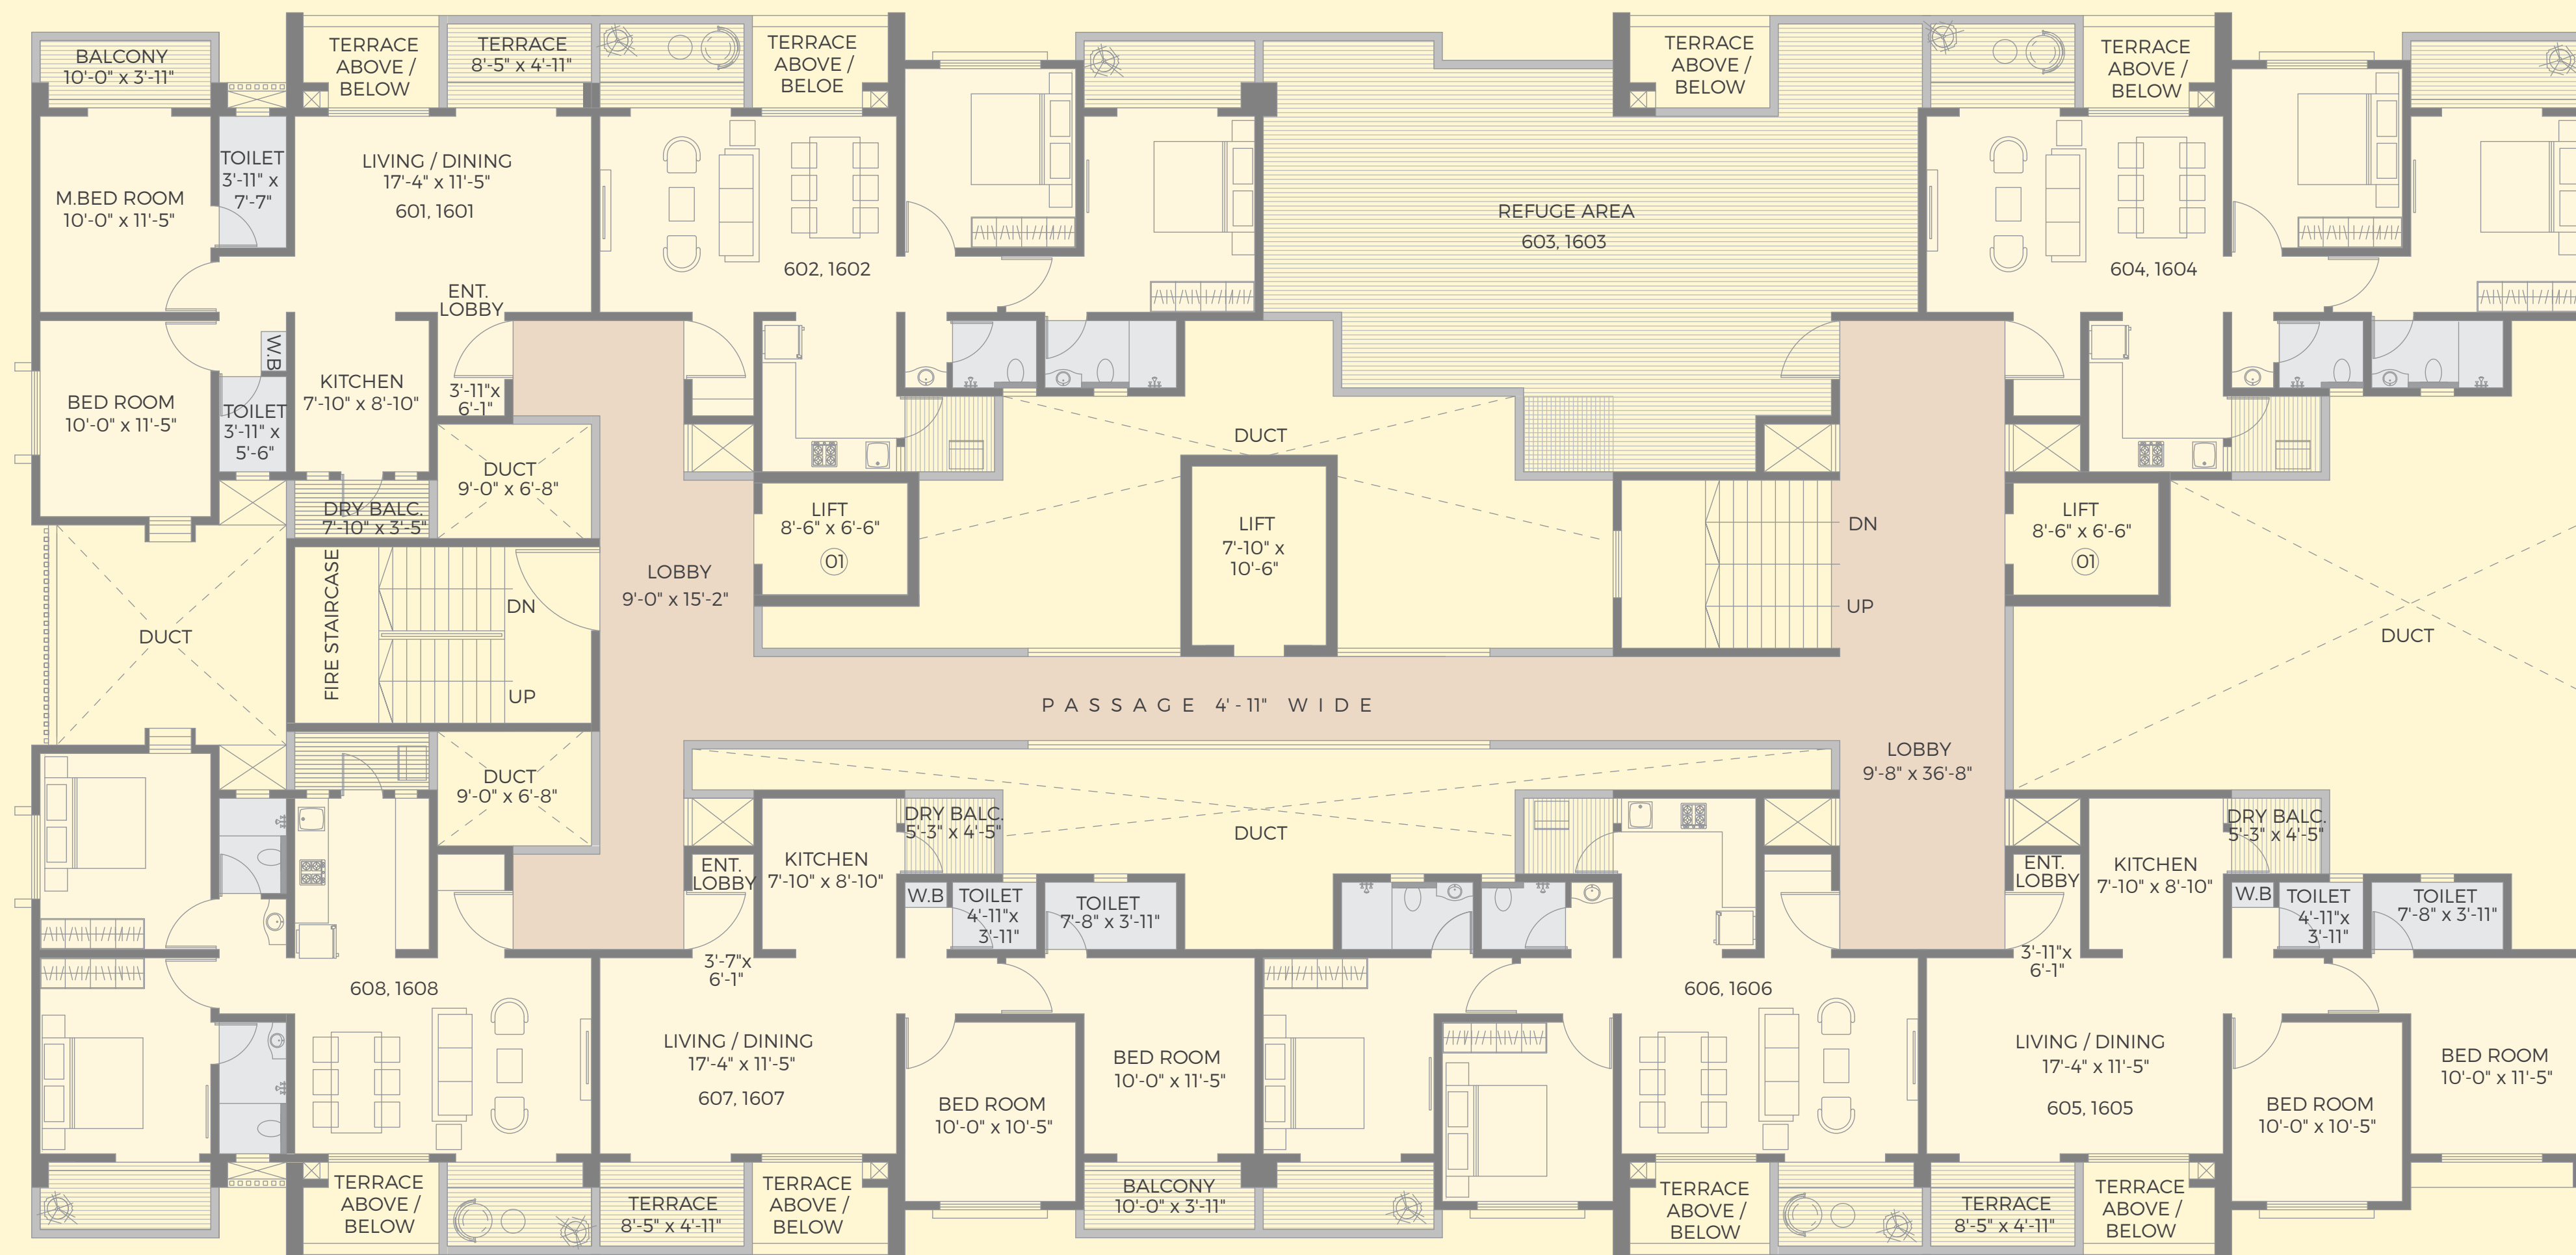 BALCONY
10'-0" x 3'-11"
TERRACE
ABOVE /
BELOW
TERRACE
8'-5" x 4'-11"
TERRACE
ABOVE /
BELOE
TERRACE
ABOVE /
BELOW
TERRACE
ABOVE /
BELOW
M.BED ROOM
10'-0" x 11'-5"
TOILET
3'-11" x
7'-7"
LIVING / DINING
17'-4" x 11'-5"
601, 1601
602, 1602
REFUGE AREA
603, 1603
604, 1604
ENT.
LOBBY
3'-11"x
6'-1"
BED ROOM
10'-0" x 11'-5"
W.B
TOILET
3'-11" x
5'-6"
KITCHEN
7'-10" x 8'-10"
DRY BALC.
7'-10" x 3'-5"
DUCT
9'-0" x 6'-8"
DUCT
LIFT
8'-6" x 6'-6"
01
LIFT
7'-10" x
10'-6"
DN
UP
LIFT
8'-6" x 6'-6"
01
DUCT
FIRE STAIRCASE
DN
UP
LOBBY
9'-0" x 15'-2"
DUCT
PASSAGE 4'-11" WIDE
LOBBY
9'-8" x 36'-8"
DUCT
9'-0" x 6'-8"
DUCT
ENT.
LOBBY
3'-7"x
6'-1"
KITCHEN
7'-10" x 8'-10"
DRY BALC.
5'-3" x 4'-5"
W.B
TOILET
4'-11"x
3'-11"
TOILET
7'-8" x 3'-11"
ENT.
LOBBY
3'-11"x
6'-1"
KITCHEN
7'-10" x 8'-10"
DRY BALC.
5'-3" x 4'-5"
W.B
TOILET
4'-11"x
3'-11"
TOILET
7'-8" x 3'-11"
608, 1608
LIVING / DINING
17'-4" x 11'-5"
607, 1607
BED ROOM
10'-0" x 10'-5"
BED ROOM
10'-0" x 11'-5"
606, 1606
LIVING / DINING
17'-4" x 11'-5"
605, 1605
BED ROOM
10'-0" x 10'-5"
BED ROOM
10'-0" x 11'-5"
TERRACE
ABOVE /
BELOW
TERRACE
8'-5" x 4'-11"
TERRACE
ABOVE /
BELOW
BALCONY
10'-0" x 3'-11"
TERRACE
ABOVE /
BELOW
TERRACE
8'-5" x 4'-11"
TERRACE
ABOVE /
BELOW